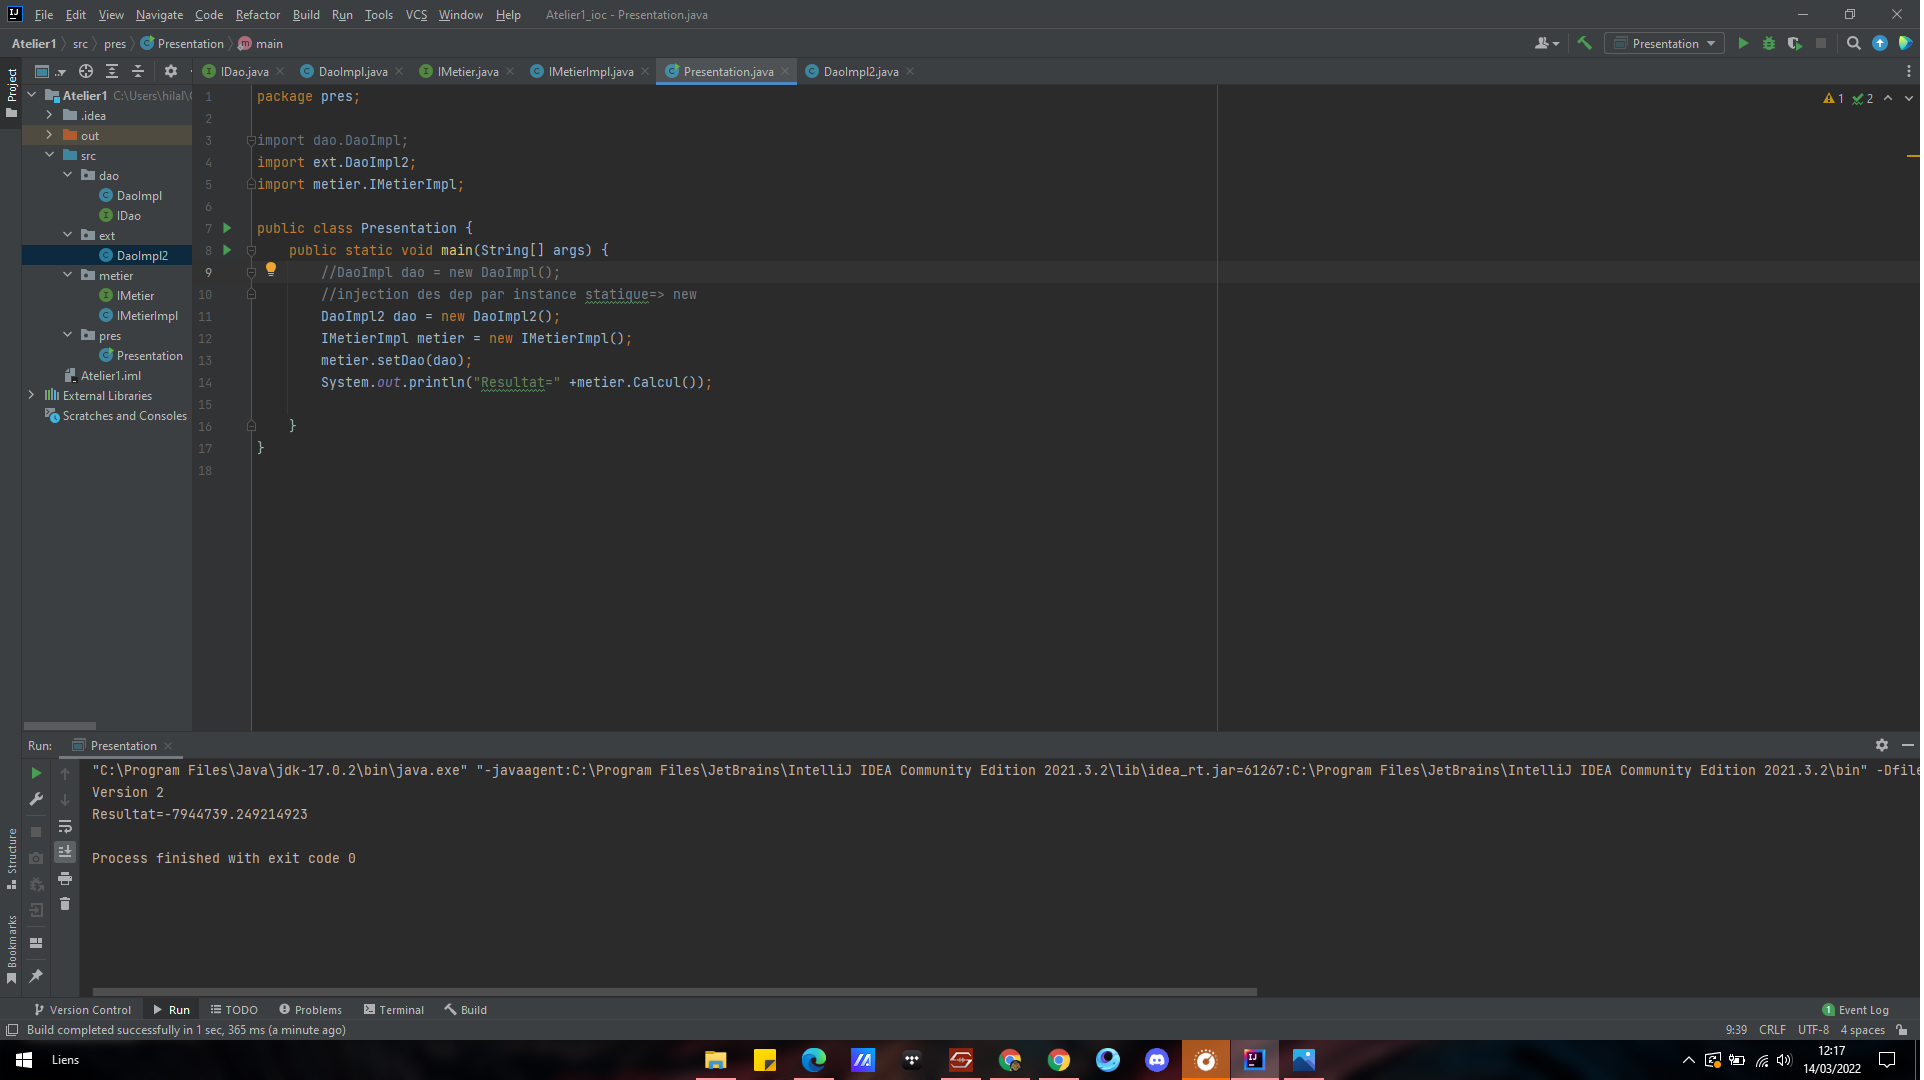 File Edit View Navigate Code Refactor Build Run Tools VCS Window Help Atelier1_ioc - Presentation.java
Atelier1 src pres Presentation main
Presentation
Project
IDao.java DaoImpl.java IMetier.java IMetierImpl.java Presentation.java DaoImpl2.java
Atelier1 C:\Users\hilal\
.idea
out
src
dao
DaoImpl
IDao
ext
DaoImpl2
metier
IMetier
IMetierImpl
pres
Presentation
Atelier1.iml
External Libraries
Scratches and Consoles
1 package pres;
2
3 import dao.DaoImpl;
4 import ext.DaoImpl2;
5 import metier.IMetierImpl;
6
7 public class Presentation {
8 public static void main(String[] args) {
9 //DaoImpl dao = new DaoImpl();
10 //injection des dep par instance statique=> new
11 DaoImpl2 dao = new DaoImpl2();
12 IMetierImpl metier = new IMetierImpl();
13 metier.setDao(dao);
14 System.out.println("Resultat=" +metier.Calcul());
15
16 }
17 }
18
1 2
Run: Presentation
"C:\Program Files\Java\jdk-17.0.2\bin\java.exe" "-javaagent:C:\Program Files\JetBrains\IntelliJ IDEA Community Edition 2021.3.2\lib\idea_rt.jar=61267:C:\Program Files\JetBrains\IntelliJ IDEA Community Edition 2021.3.2\bin" -Dfile
Version 2
Resultat=-7944739.249214923
Process finished with exit code 0
Structure
Bookmarks
Version Control Run TODO Problems Terminal Build 1 Event Log
Build completed successfully in 1 sec, 365 ms (a minute ago) 9:39 CRLF UTF-8 4 spaces
Liens
12:17
14/03/2022